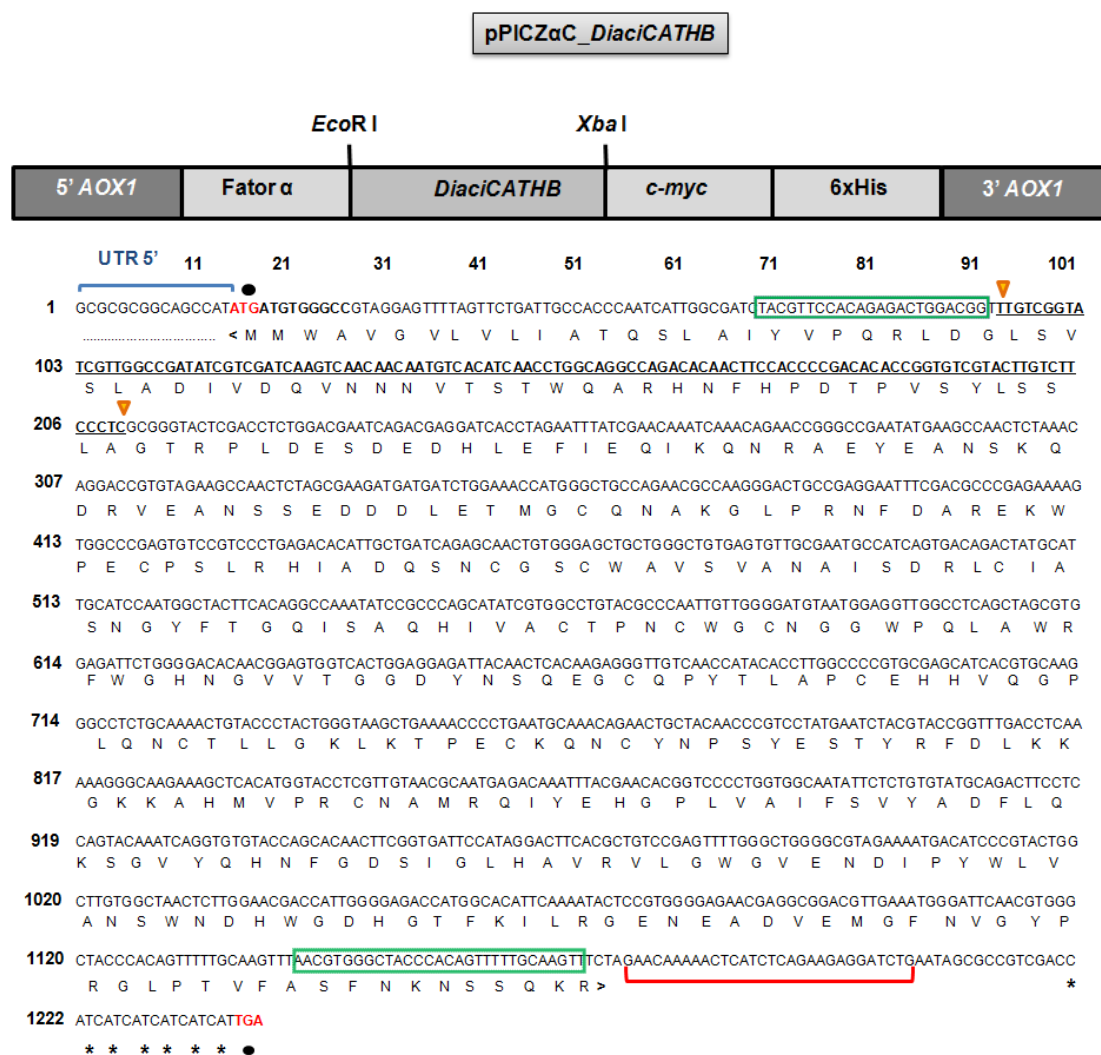 pPICZαC_DiaciCATHB
EcoR I Xba I
5' AOX1 Fator α DiaciCATHB c-myc 6xHis 3' AOX1
UTR 5' 11 21 31 41 51 61 71 81 91 101
1 GCGCGCGGCAGCCATATGATGTGGGCCGTAGGAGTTTTAGTTCTGATTGCCACCCAATCATTGGCGATCTACGTTCCACAGAGACTGGACGGTTTGTCGGTA
< M M W A V G V L V L I A T Q S L A I Y V P Q R L D G L S V
103 TCGTTGGCCGATATCGTCGATCAAGTCAACAACAATGTCACATCAACCTGGCAGGCCAGACACAACTTCCACCCCGACACACCGGTGTCGTACTTGTCTT
S L A D I V D Q V N N N V T S T W Q A R H N F H P D T P V S Y L S S
206 CCCTCGCGGGTACTCGACCTCTGGACGAATCAGACGAGGATCACCTAGAATTTATCGAACAAATCAAACAGAACCGGGCCGAATATGAAGCCAACTCTAAAC
L A G T R P L D E S D E D H L E F I E Q I K Q N R A E Y E A N S K Q
307 AGGACCGTGTAGAAGCCAACTCTAGCGAAGATGATGATCTGGAAACCATGGGCTGCCAGAACGCCAAGGGACTGCCGAGGAATTTCGACGCCCGAGAAAAG
D R V E A N S S E D D D L E T M G C Q N A K G L P R N F D A R E K W
413 TGGCCCGAGTGTCCGTCCCTGAGACACATTGCTGATCAGAGCAACTGTGGGAGCTGCTGGGCTGTGAGTGTTGCGAATGCCATCAGTGACAGACTATGCAT
P E C P S L R H I A D Q S N C G S C W A V S V A N A I S D R L C I A
513 TGCATCCAATGGCTACTTCACAGGCCAAATATCCGCCCAGCATATCGTGGCCTGTACGCCCAATTGTTGGGGATGTAATGGAGGTTGGCCTCAGCTAGCGTG
S N G Y F T G Q I S A Q H I V A C T P N C W G C N G G W P Q L A W R
614 GAGATTCTGGGGACACAACGGAGTGGTCACTGGAGGAGATTACAACTCACAAGAGGGTTGTCAACCATACACCTTGGCCCCGTGCGAGCATCACGTGCAAG
F W G H N G V V T G G D Y N S Q E G C Q P Y T L A P C E H H V Q G P
714 GGCCTCTGCAAAACTGTACCCTACTGGGTAAGCTGAAAACCCCTGAATGCAAACAGAACTGCTACAACCCGTCCTATGAATCTACGTACCGGTTTGACCTCAA
L Q N C T L L G K L K T P E C K Q N C Y N P S Y E S T Y R F D L K K
817 AAAGGGCAAGAAAGCTCACATGGTACCTCGTTGTAACGCAATGAGACAAATTTACGAACACGGTCCCCTGGTGGCAATATTCTCTGTGTATGCAGACTTCCTC
G K K A H M V P R C N A M R Q I Y E H G P L V A I F S V Y A D F L Q
919 CAGTACAAATCAGGTGTGTACCAGCACAACTTCGGTGATTCCATAGGACTTCACGCTGTCCGAGTTTTGGGCTGGGGCGTAGAAAATGACATCCCGTACTGG
K S G V Y Q H N F G D S I G L H A V R V L G W G V E N D I P Y W L V
1020 CTTGTGGCTAACTCTTGGAACGACCATTGGGGAGACCATGGCACATTCAAAATACTCCGTGGGGAGAACGAGGCGGACGTTGAAATGGGATTCAACGTGGG
A N S W N D H W G D H G T F K I L R G E N E A D V E M G F N V G Y P
1120 CTACCCACAGTTTTTGCAAGTTTAACGTGGGCTACCCACAGTTTTTGCAAGTTTCTAGAACAAAAACTCATCTCAGAAGAGGATCTGAATAGCGCCGTCGACC
R G L P T V F A S F N K N S S Q K R > *
1222 ATCATCATCATCATCATTGA
* * * * * *